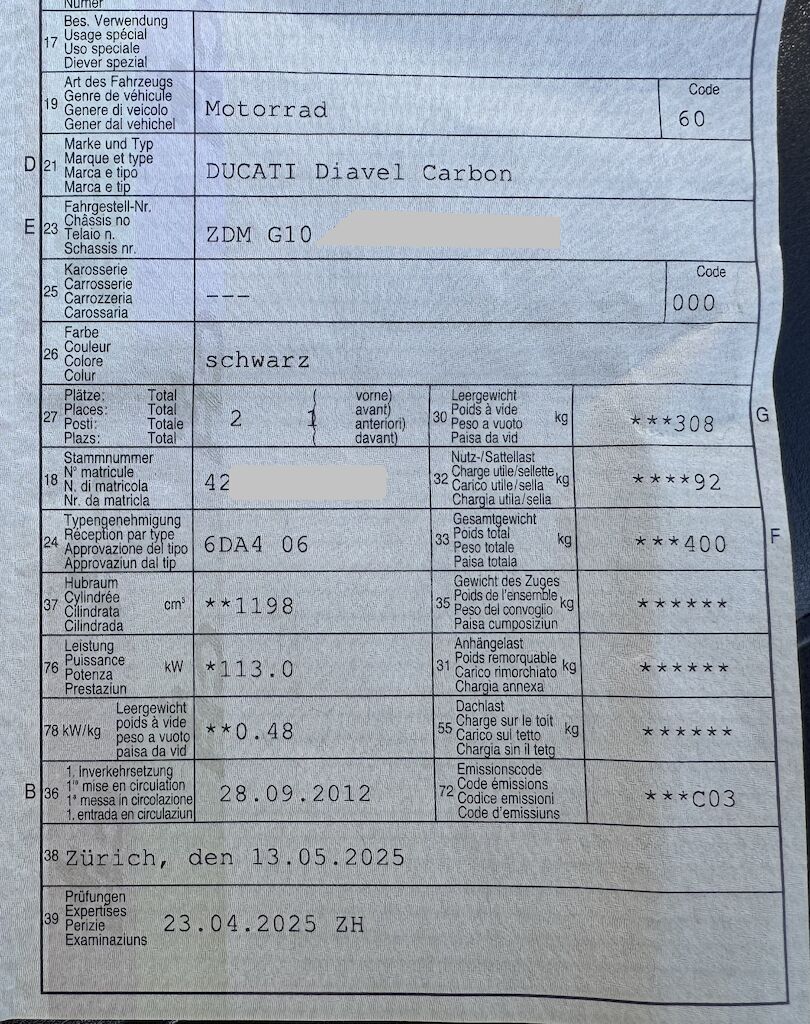 Numer
17
Bes. Verwendung
Usage spécial
Uso speciale
Diever spezial
19
Art des Fahrzeugs
Genre de véhicule
Genere di veicolo
Gener dal vehichel
Motorrad
Code
60
D 21
Marke und Typ
Marque et type
Marca e tipo
Marca e tip
DUCATI Diavel Carbon
E 23
Fahrgestell-Nr.
Châssis no
Telaio n.
Schassis nr.
ZDM G10
25
Karosserie
Carrosserie
Carrozzeria
Carossaria
---
Code
000
26
Farbe
Couleur
Colore
Colur
schwarz
27
Plätze: Total
Places: Total
Posti: Totale
Plazs: Total
2
1
( vorne)
( avant)
( anteriori)
( davant)
30
Leergewicht
Poids à vide
Peso a vuoto
Paisa da vid
kg
***308
G
18
Stammnummer
N° matricule
N. di matricola
Nr. da matricla
42
32
Nutz-/Sattellast
Charge utile/sellette
Carico utile/sella
Chargia utila/sella
kg
****92
24
Typengenehmigung
Réception par type
Approvazione del tipo
Approvaziun dal tip
6DA4 06
33
Gesamtgewicht
Poids total
Peso totale
Paisa totala
kg
***400
F
37
Hubraum
Cylindrée
Cilindrata
Cilindrada
cm³
**1198
35
Gewicht des Zuges
Poids de l'ensemble
Peso del convoglio
Paisa cumposiziun
kg
******
76
Leistung
Puissance
Potenza
Prestaziun
kW
*113.0
31
Anhängelast
Poids remorquable
Carico rimorchiato
Chargia annexa
kg
******
78 kW/kg
Leergewicht
poids à vide
peso a vuoto
paisa da vid
**0.48
55
Dachlast
Charge sur le toit
Carico sul tetto
Chargia sin il tetg
kg
******
B 36
1. Inverkehrsetzung
1re mise en circulation
1a messa in circolazione
1. entrada en circulaziun
28.09.2012
72
Emissionscode
Code émissions
Codice emissioni
Code d'emissiuns
***C03
38
Zürich, den 13.05.2025
39
Prüfungen
Expertises
Perizie
Examinaziuns
23.04.2025 ZH